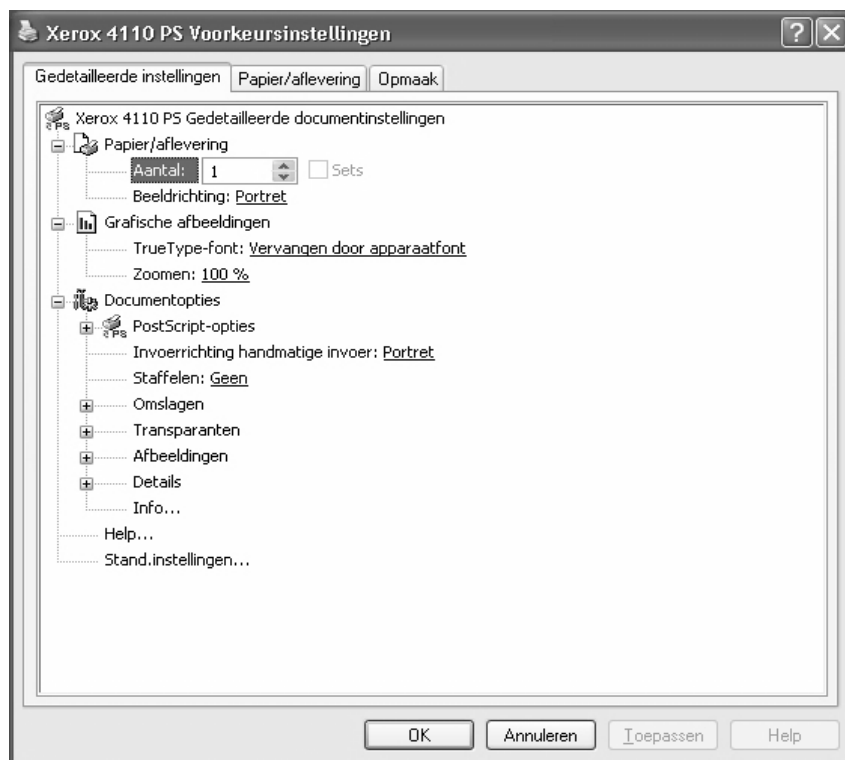 Xerox 4110 PS Voorkeursinstellingen
Gedetailleerde instellingen Papier/aflevering Opmaak
Xerox 4110 PS Gedetailleerde documentinstellingen
Papier/aflevering
Aantal: 1 Sets
Beeldrichting: Portret
Grafische afbeeldingen
TrueType-font: Vervangen door apparaatfont
Zoomen: 100 %
Documentopties
PostScript-opties
Invoerrichting handmatige invoer: Portret
Staffelen: Geen
Omslagen
Transparanten
Afbeeldingen
Details
Info...
Help...
Stand.instellingen...
OK Annuleren Toepassen Help